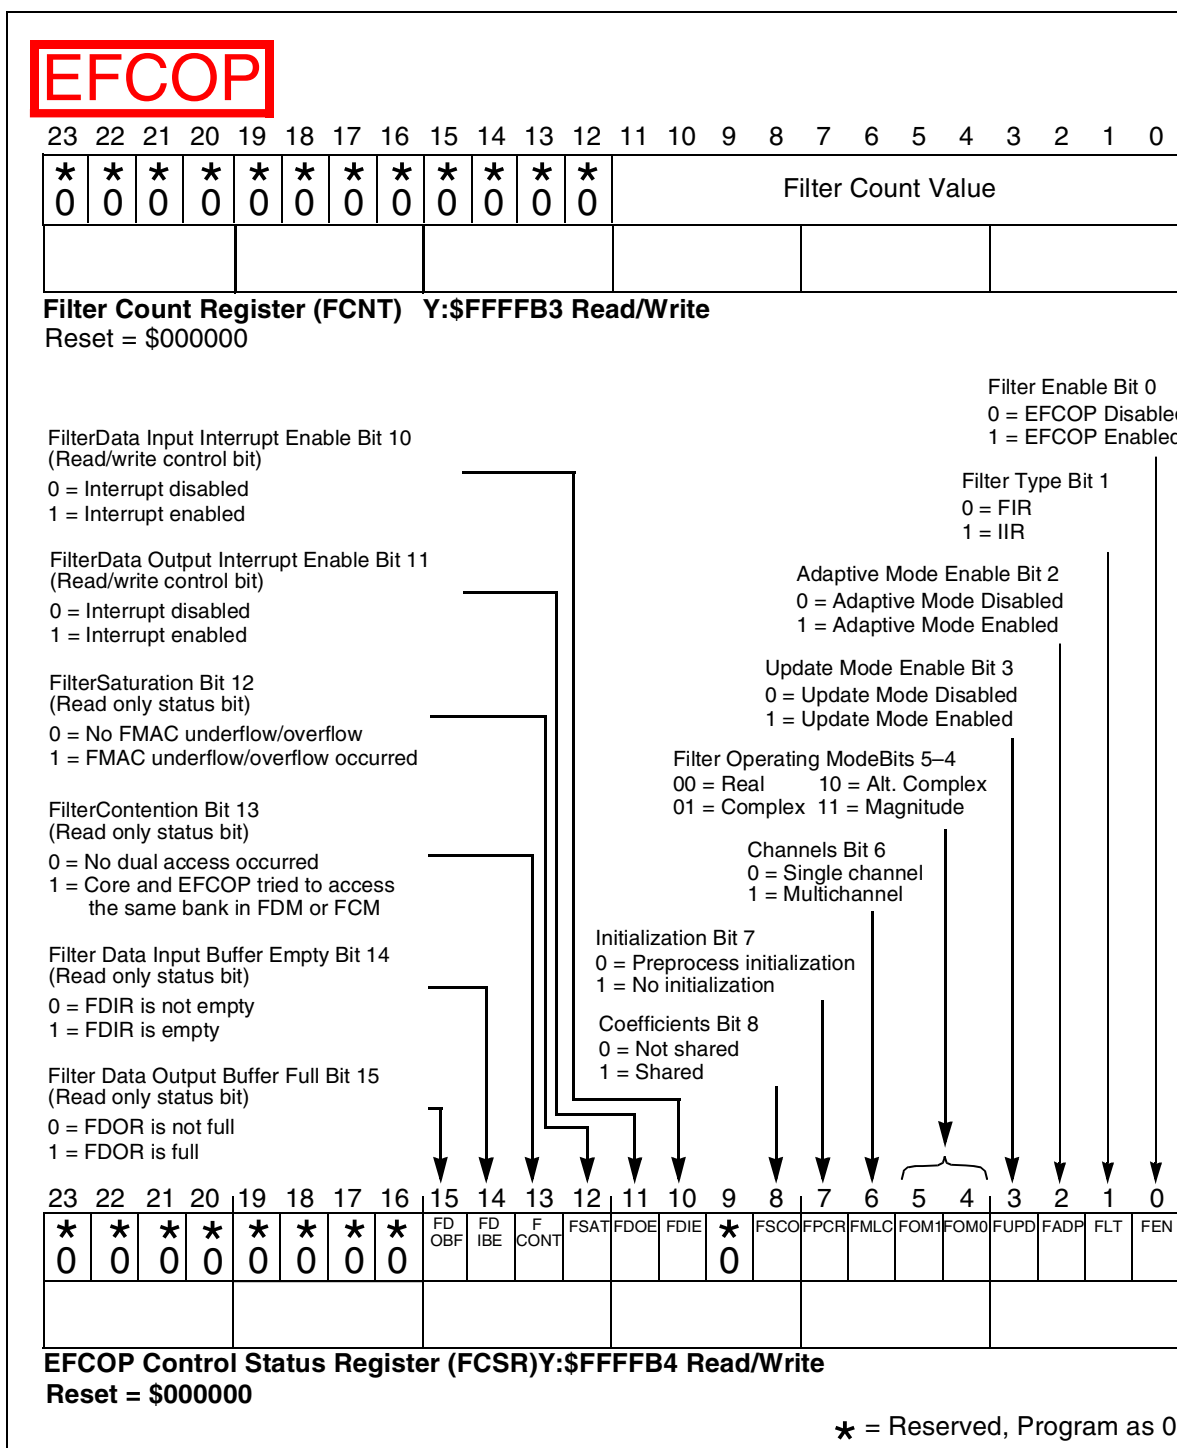 EFCOP
23 22 21 20 19 18 17 16 15 14 13 12 11 10 9 8 7 6 5 4 3 2 1 0
* * * * * * * * * * * *
0 0 0 0 0 0 0 0 0 0 0 0
Filter Count Value
Filter Count Register (FCNT) Y:$FFFFB3 Read/Write
Reset = $000000
Filter Enable Bit 0
0 = EFCOP Disabled
1 = EFCOP Enabled
FilterData Input Interrupt Enable Bit 10
(Read/write control bit)
0 = Interrupt disabled
1 = Interrupt enabled
Filter Type Bit 1
0 = FIR
1 = IIR
FilterData Output Interrupt Enable Bit 11
(Read/write control bit)
0 = Interrupt disabled
1 = Interrupt enabled
Adaptive Mode Enable Bit 2
0 = Adaptive Mode Disabled
1 = Adaptive Mode Enabled
FilterSaturation Bit 12
(Read only status bit)
0 = No FMAC underflow/overflow
1 = FMAC underflow/overflow occurred
Update Mode Enable Bit 3
0 = Update Mode Disabled
1 = Update Mode Enabled
Filter Operating ModeBits 5–4
00 = Real 10 = Alt. Complex
01 = Complex 11 = Magnitude
FilterContention Bit 13
(Read only status bit)
0 = No dual access occurred
1 = Core and EFCOP tried to access
the same bank in FDM or FCM
Channels Bit 6
0 = Single channel
1 = Multichannel
Filter Data Input Buffer Empty Bit 14
(Read only status bit)
0 = FDIR is not empty
1 = FDIR is empty
Initialization Bit 7
0 = Preprocess initialization
1 = No initialization
Coefficients Bit 8
0 = Not shared
1 = Shared
Filter Data Output Buffer Full Bit 15
(Read only status bit)
0 = FDOR is not full
1 = FDOR is full
23 22 21 20 19 18 17 16 15 14 13 12 11 10 9 8 7 6 5 4 3 2 1 0
* * * * * * * * FD FD F FSAT FDOE FDIE * FSCO FPCR FMLC FOM1 FOM0 FUPD FADP FLT FEN
OBF IBE CONT
0 0 0 0 0 0 0 0 0
EFCOP Control Status Register (FCSR)Y:$FFFFB4 Read/Write
Reset = $000000
* = Reserved, Program as 0